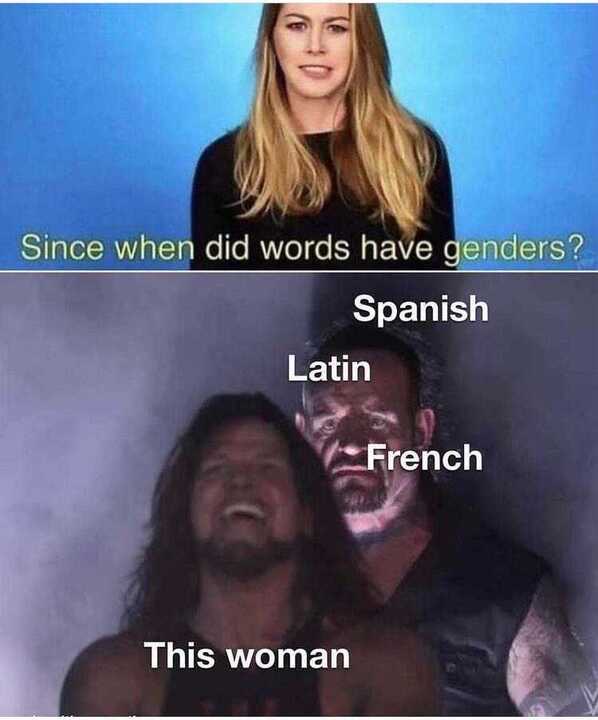 Since when did words have genders?
Spanish
Latin
French
This woman